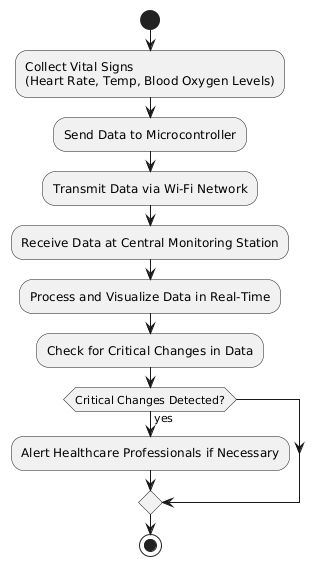 Collect Vital Signs
(Heart Rate, Temp, Blood Oxygen Levels)
Send Data to Microcontroller
Transmit Data via Wi-Fi Network
Receive Data at Central Monitoring Station
Process and Visualize Data in Real-Time
Check for Critical Changes in Data
Critical Changes Detected?
yes
Alert Healthcare Professionals if Necessary